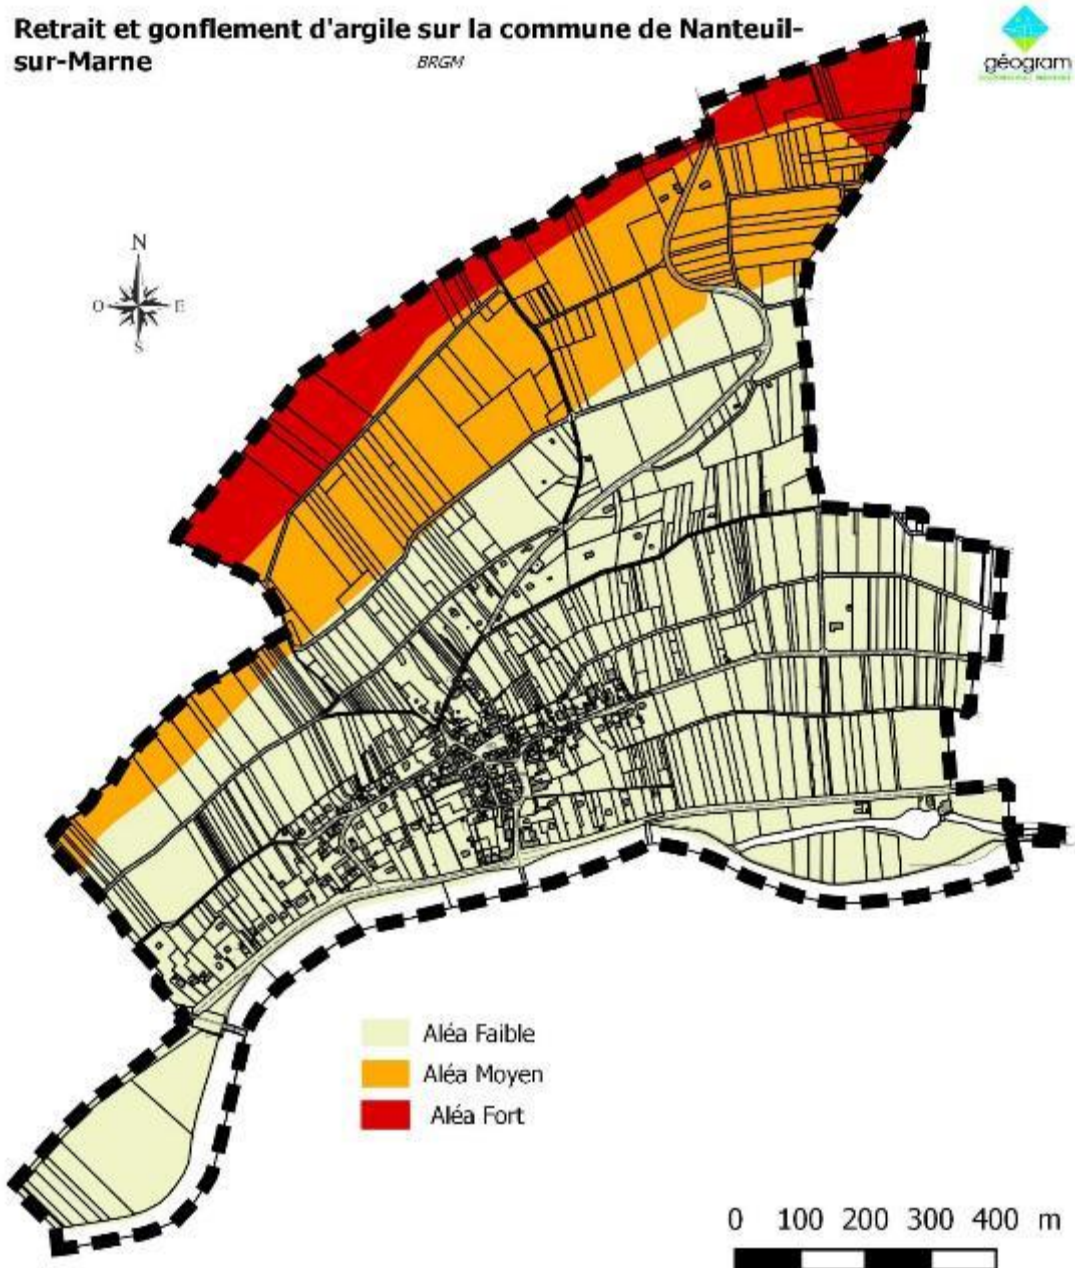 Retrait et gonflement d'argile sur la commune de Nanteuil-
sur-Marne
BRGM
géogram
N
O
E
S
Aléa Faible
Aléa Moyen
Aléa Fort
0 100 200 300 400 m